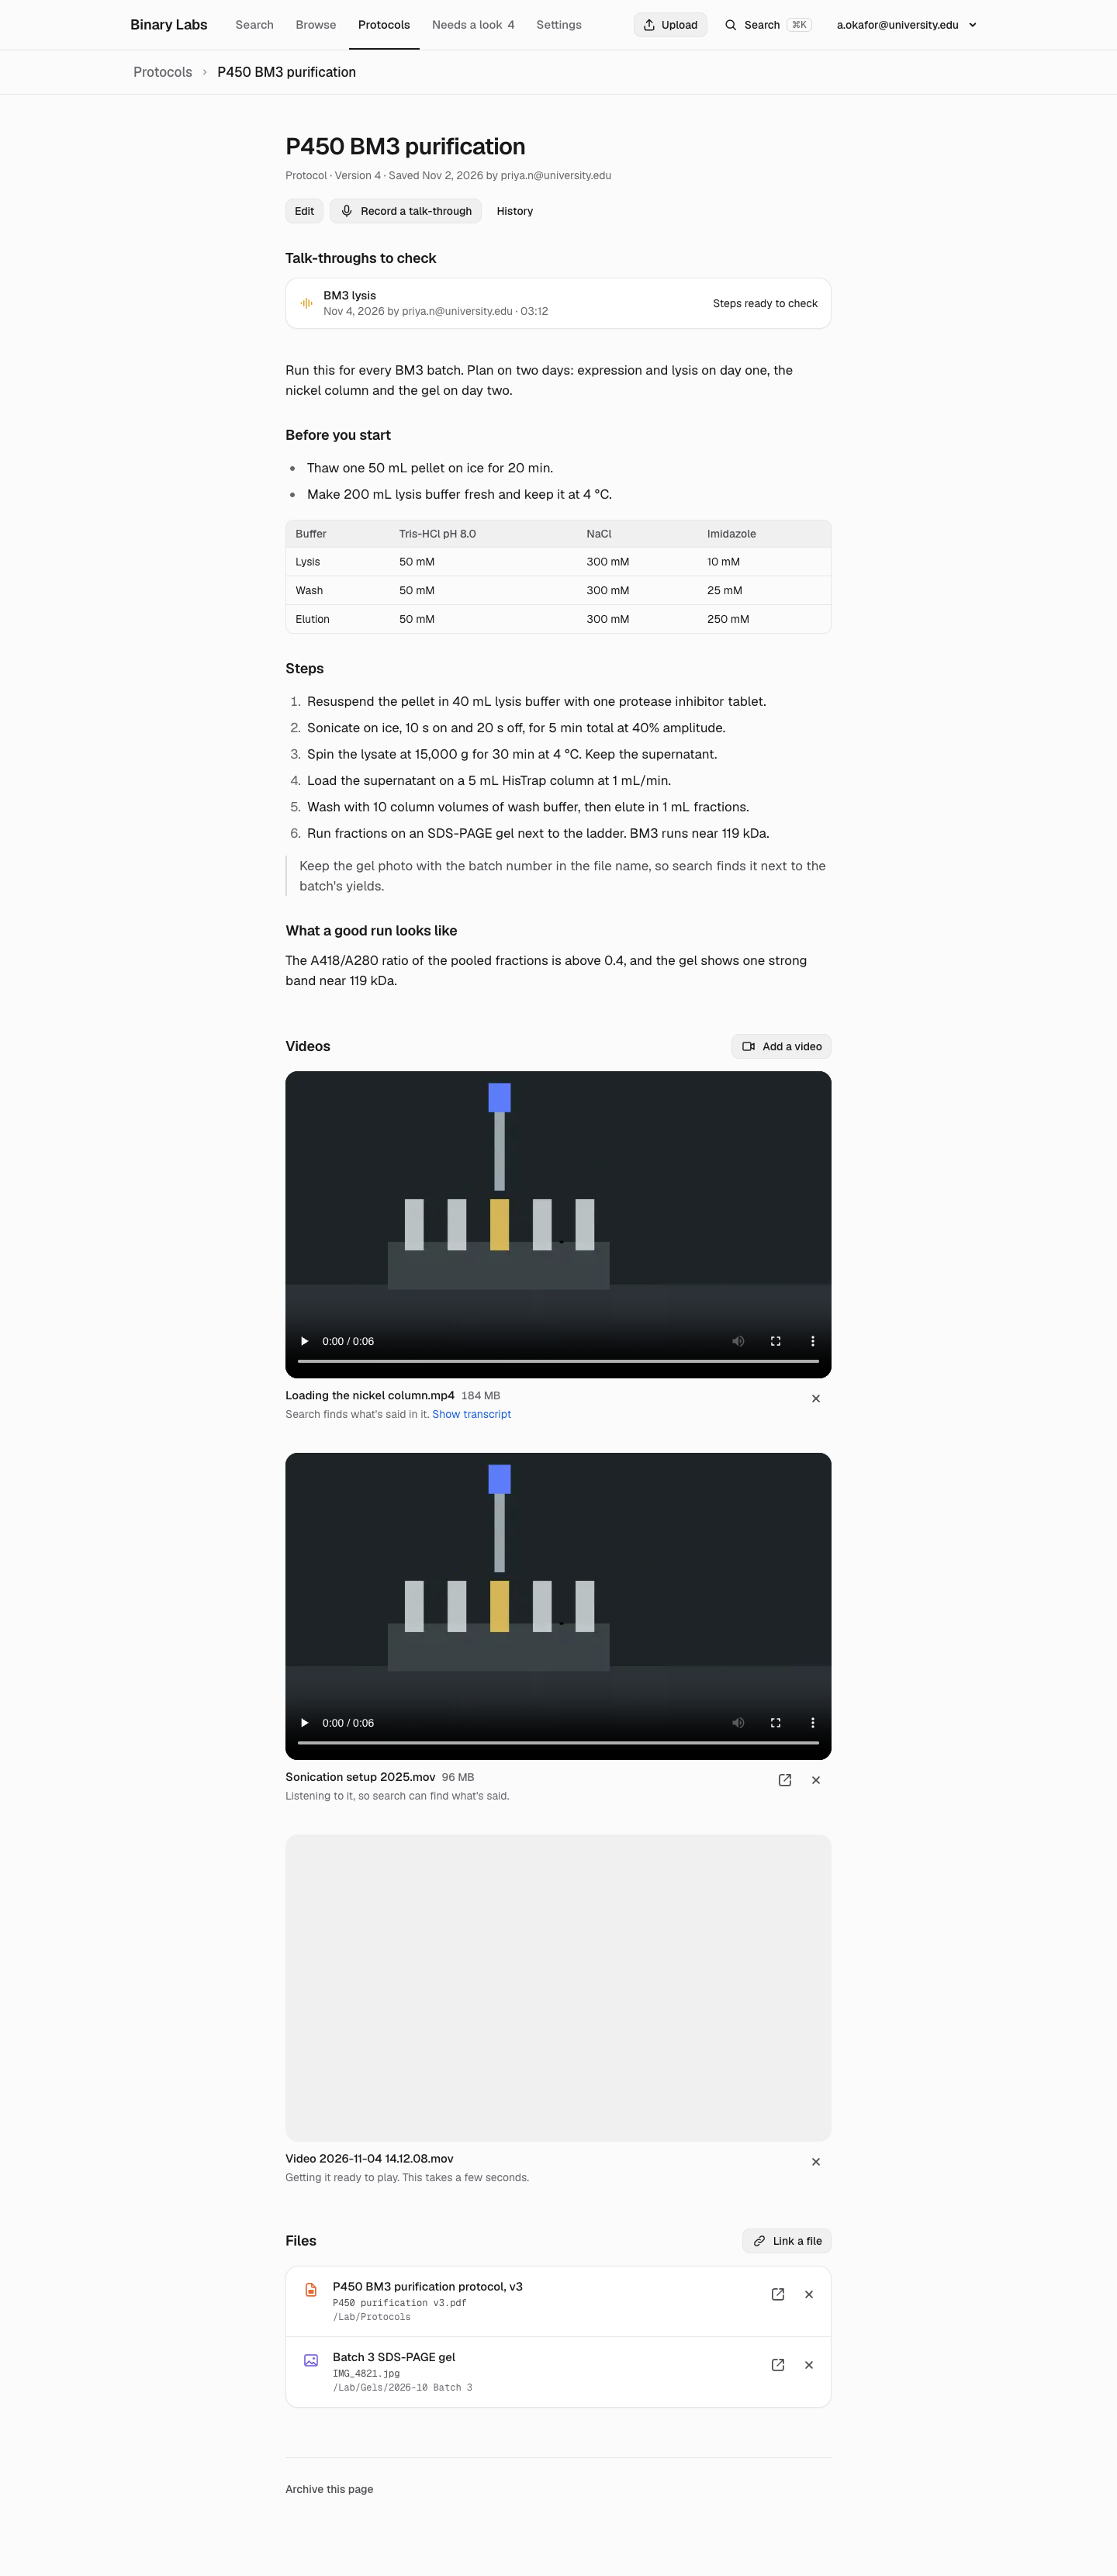 Binary Labs Search Browse Protocols Needs a look 4 Settings Upload Search ⌘K a.okafor@university.edu
Protocols › P450 BM3 purification
P450 BM3 purification
Protocol · Version 4 · Saved Nov 2, 2026 by priya.n@university.edu
Edit Record a talk-through History
Talk-throughs to check
BM3 lysis
Nov 4, 2026 by priya.n@university.edu · 03:12
Steps ready to check
Run this for every BM3 batch. Plan on two days: expression and lysis on day one, the
nickel column and the gel on day two.
Before you start
• Thaw one 50 mL pellet on ice for 20 min.
• Make 200 mL lysis buffer fresh and keep it at 4 °C.
Buffer Tris-HCl pH 8.0 NaCl Imidazole
Lysis 50 mM 300 mM 10 mM
Wash 50 mM 300 mM 25 mM
Elution 50 mM 300 mM 250 mM
Steps
1. Resuspend the pellet in 40 mL lysis buffer with one protease inhibitor tablet.
2. Sonicate on ice, 10 s on and 20 s off, for 5 min total at 40% amplitude.
3. Spin the lysate at 15,000 g for 30 min at 4 °C. Keep the supernatant.
4. Load the supernatant on a 5 mL HisTrap column at 1 mL/min.
5. Wash with 10 column volumes of wash buffer, then elute in 1 mL fractions.
6. Run fractions on an SDS-PAGE gel next to the ladder. BM3 runs near 119 kDa.
Keep the gel photo with the batch number in the file name, so search finds it next to the
batch's yields.
What a good run looks like
The A418/A280 ratio of the pooled fractions is above 0.4, and the gel shows one strong
band near 119 kDa.
Videos Add a video
0:00 / 0:06
Loading the nickel column.mp4 184 MB
Search finds what's said in it. Show transcript
0:00 / 0:06
Sonication setup 2025.mov 96 MB
Listening to it, so search can find what's said.
Video 2026-11-04 14.12.08.mov
Getting it ready to play. This takes a few seconds.
Files Link a file
P450 BM3 purification protocol, v3
P450 purification v3.pdf
/Lab/Protocols
Batch 3 SDS-PAGE gel
IMG_4821.jpg
/Lab/Gels/2026-10 Batch 3
Archive this page